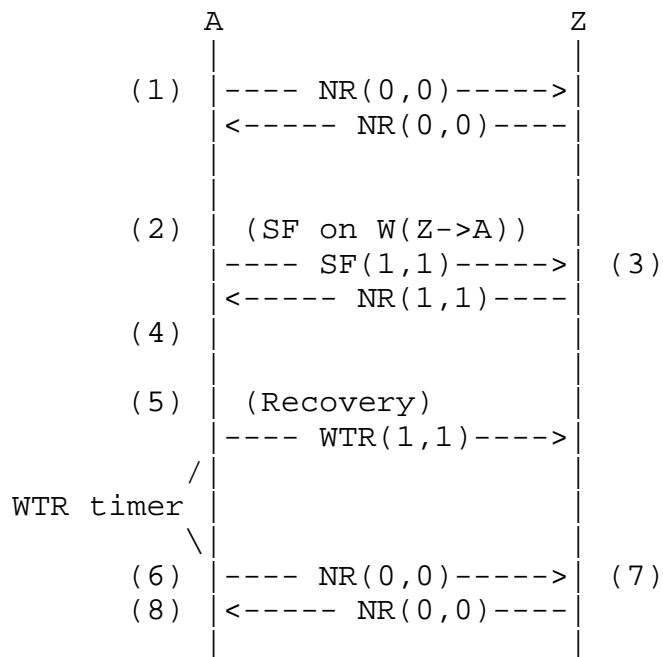 A Z
| |
(1) |---- NR(0,0)----->|
|<----- NR(0,0)----|
| |
| |
(2) | (SF on W(Z->A)) |
|---- SF(1,1)----->| (3)
|<----- NR(1,1)----|
(4) | |
| |
(5) | (Recovery) |
|---- WTR(1,1)---->|
/| |
WTR timer | |
\| |
(6) |---- NR(0,0)----->| (7)
(8) |<----- NR(0,0)----|
| |